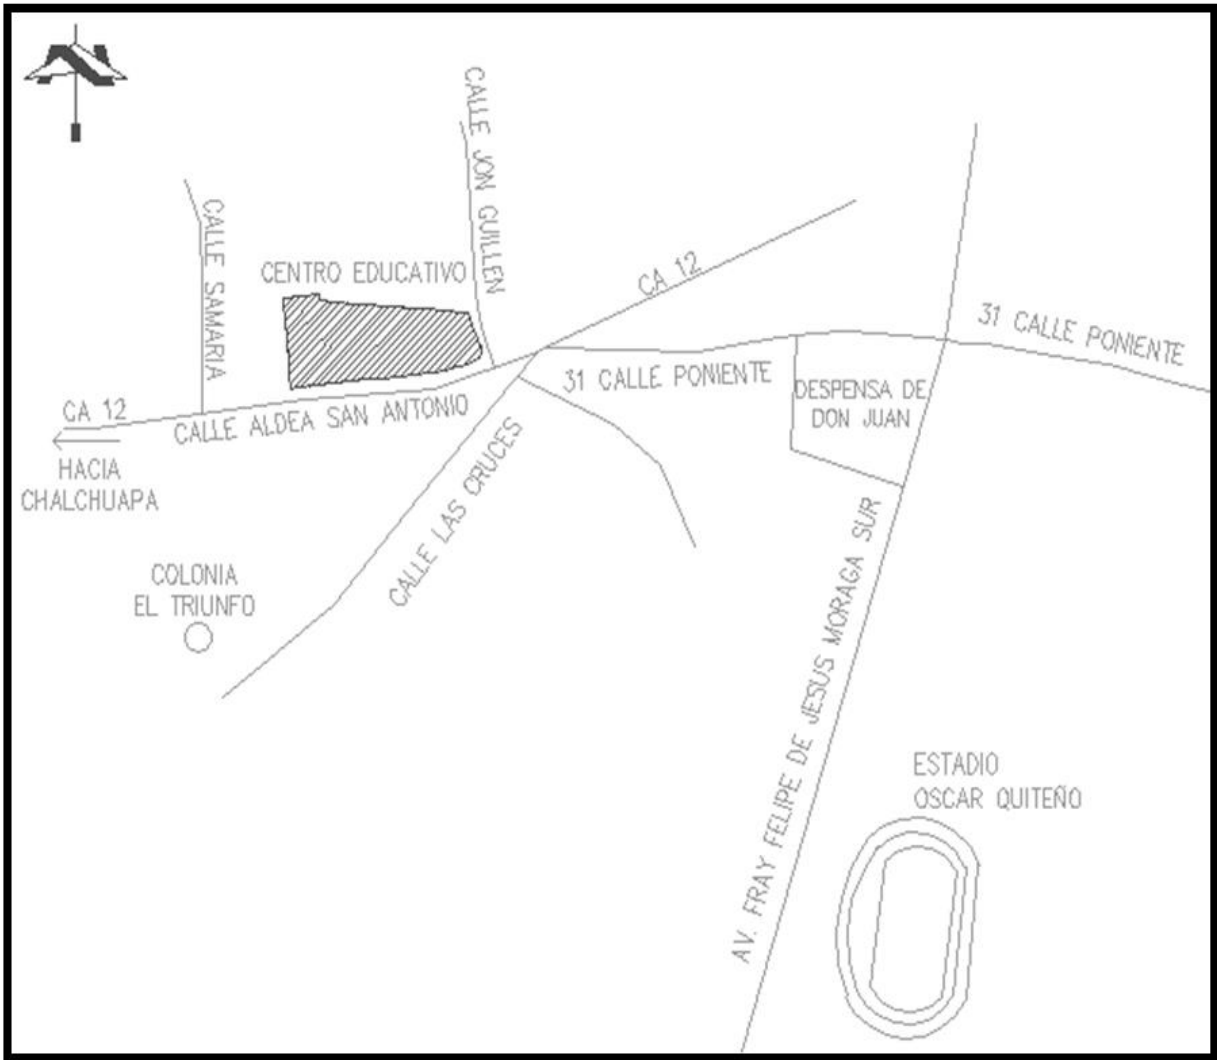 CALLE JON GUILLEN
CALLE SAMARIA
CENTRO EDUCATIVO
CA 12
31 CALLE PONIENTE
31 CALLE PONIENTE
DESPENSA DE
DON JUAN
CA 12
CALLE ALDEA SAN ANTONIO
HACIA
CHALCHUAPA
CALLE LAS CRUCES
COLONIA
EL TRIUNFO
AV. FRAY FELIPE DE JESUS MORAGA SUR
ESTADIO
OSCAR QUITEÑO